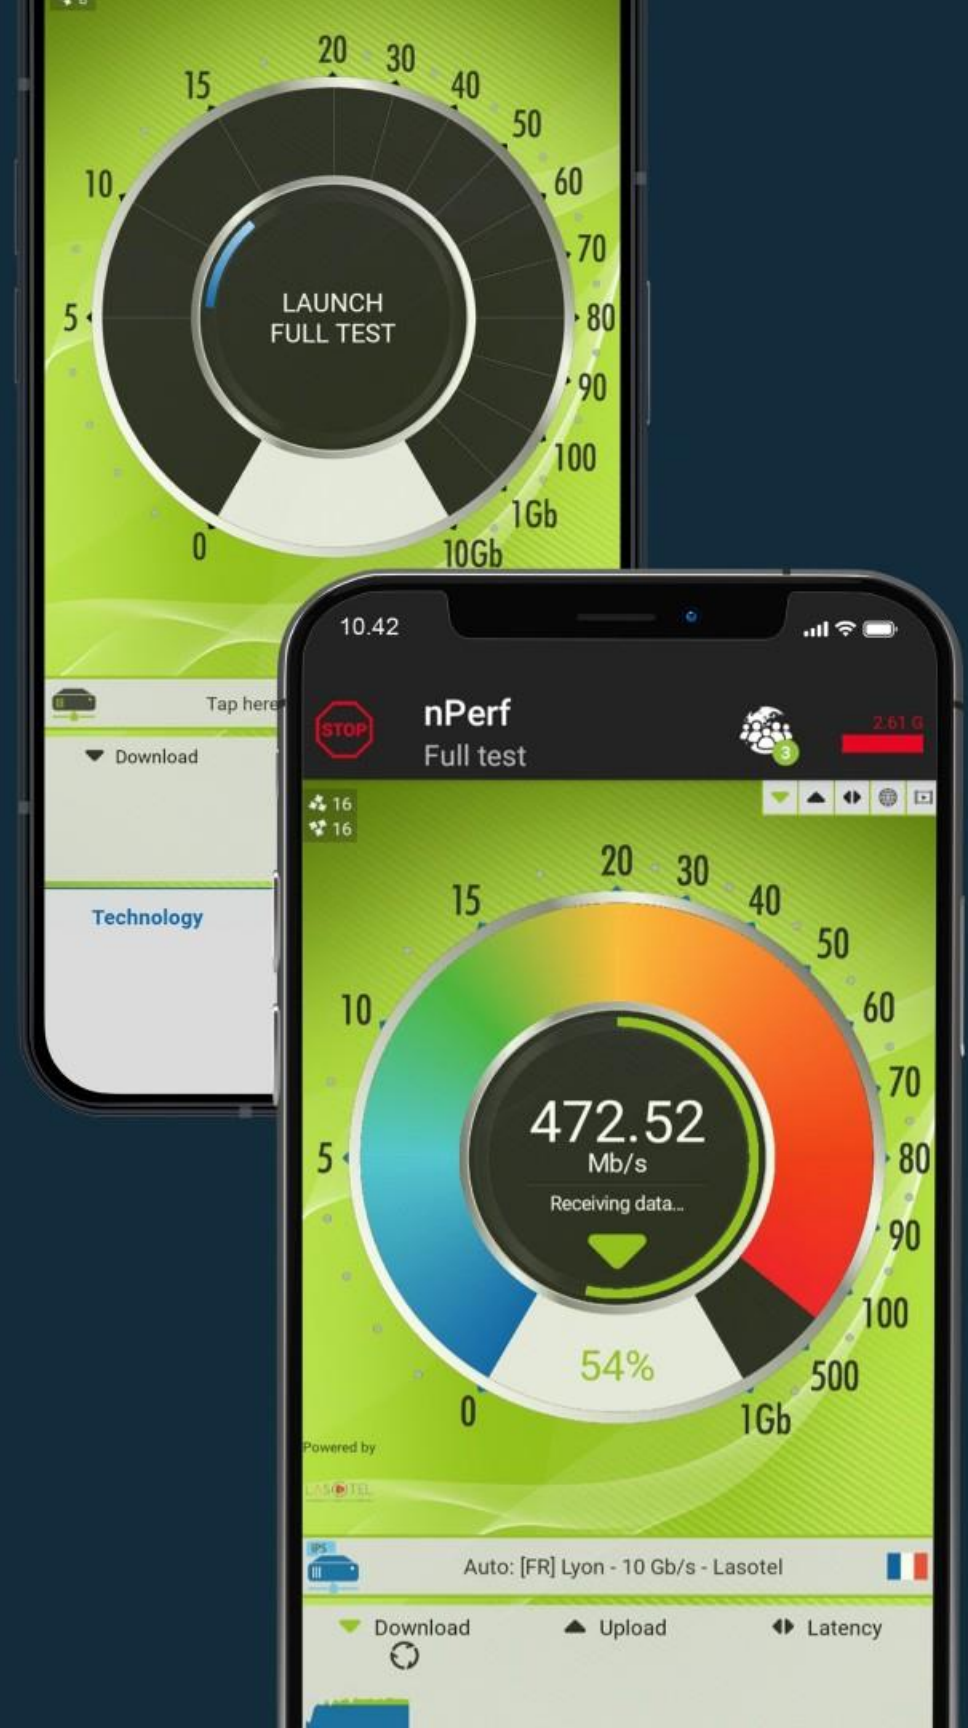 20
30
15
40
50
10
60
70
5
80
90
100
1Gb
0
10Gb
LAUNCH
FULL TEST
Tap here
Download
Technology
10.42
STOP
nPerf
Full test
3
2.61 G
16
16
20
30
15
40
50
10
60
70
5
80
90
100
500
0
1Gb
472.52
Mb/s
Receiving data...
54%
Powered by
LASOTEL
Auto: [FR] Lyon - 10 Gb/s - Lasotel
Download
Upload
Latency